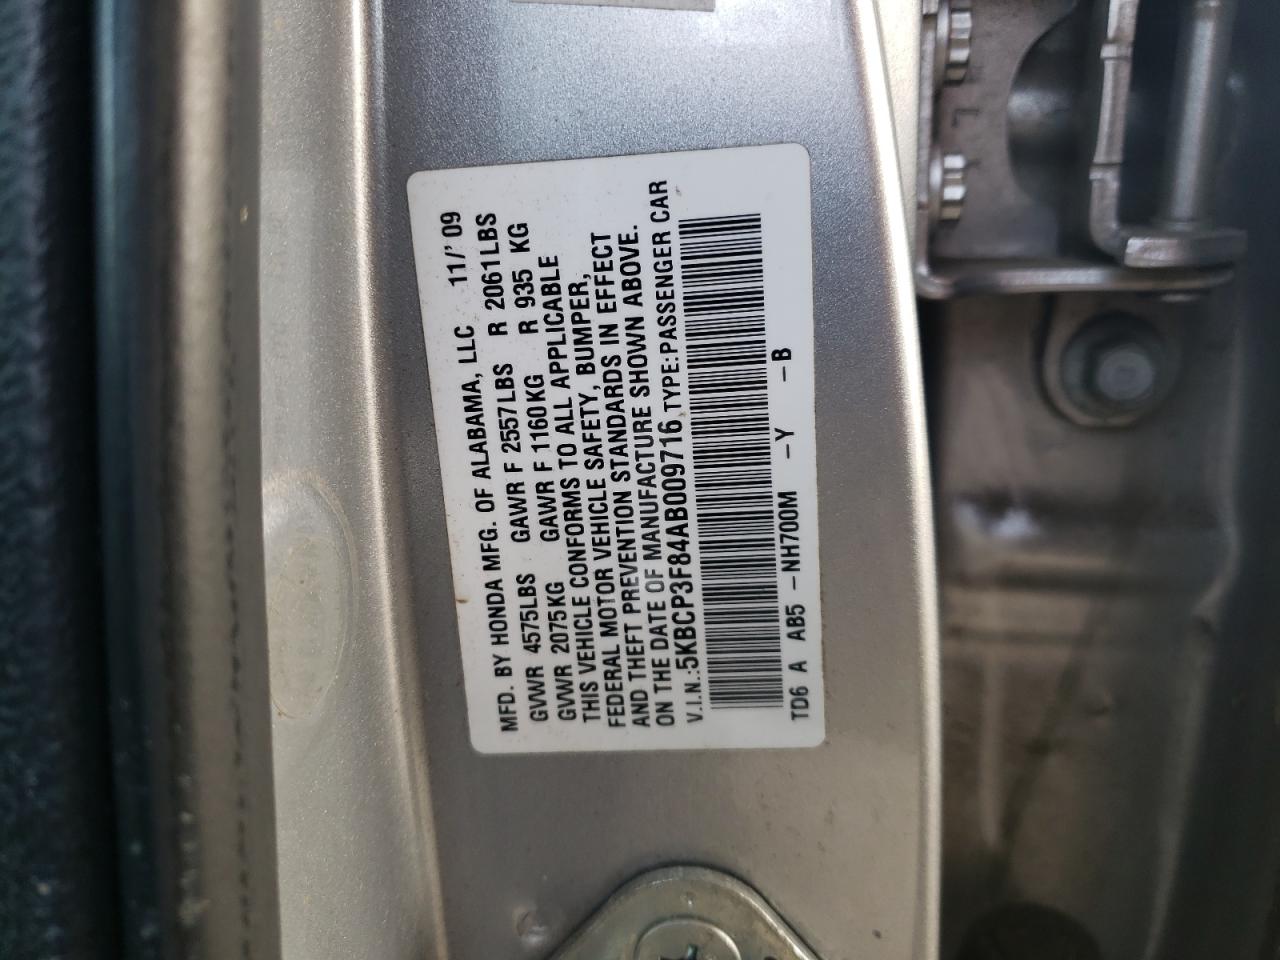 MFD. BY HONDA MFG. OF ALABAMA, LLC 11/'09
GVWR 4575LBS GAWR F 2557LBS R 2061LBS
GVWR 2075KG GAWR F 1160KG R 935 KG
THIS VEHICLE CONFORMS TO ALL APPLICABLE
FEDERAL MOTOR VEHICLE SAFETY, BUMPER,
AND THEFT PREVENTION STANDARDS IN EFFECT
ON THE DATE OF MANUFACTURE SHOWN ABOVE.
V.I.N.:5KBCP3F84AB009716 TYPE:PASSENGER CAR
TD6 A AB5 -NH700M -Y -B